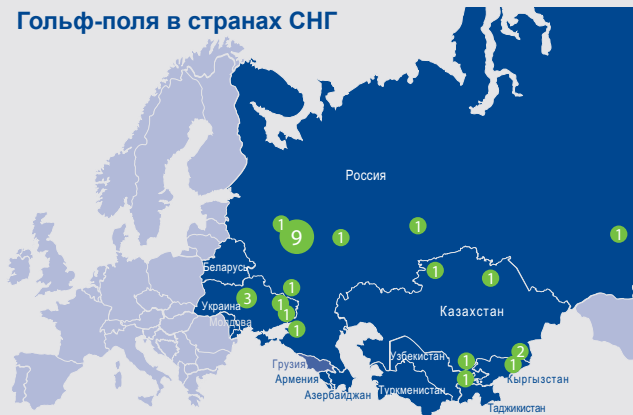 Гольф-поля в странах СНГ
Россия
1
9
1
1
1
Беларусь
1
1
1
3
1
Украина
1
Казахстан
Молдова
1
2
Узбекистан
1
1
Грузия
1
Кыргызстан
Армения
Туркменистан
Азербайджан
Таджикистан